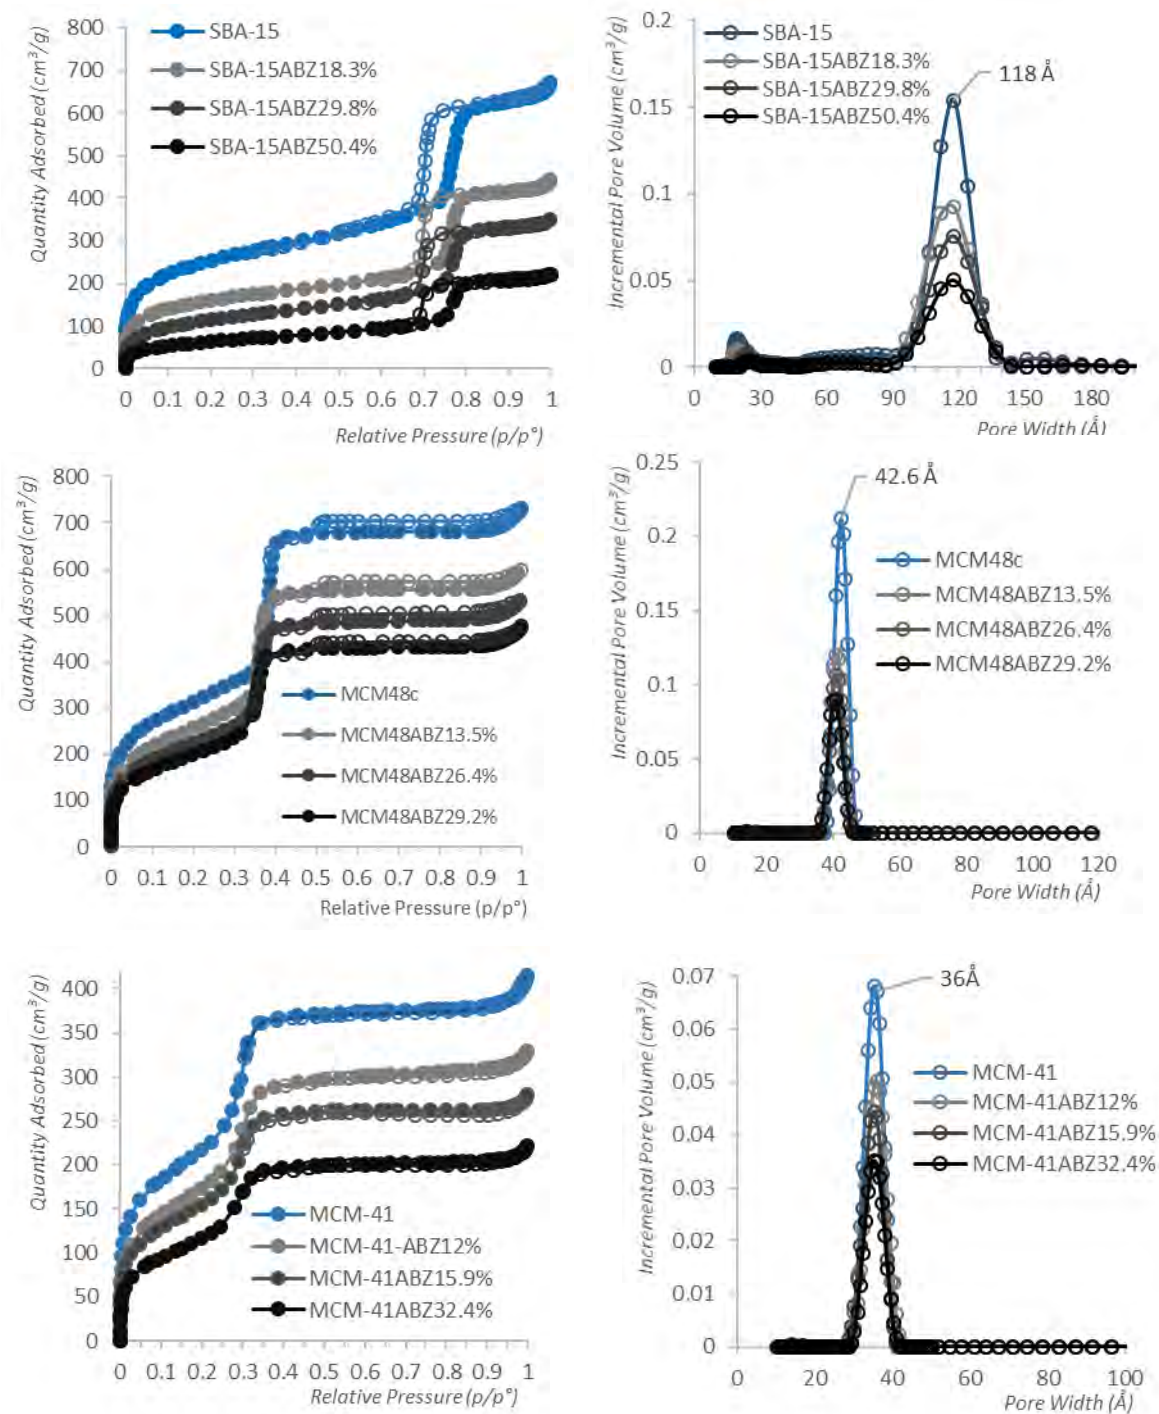 Quantity Adsorbed (cm³/g)
800
700
600
500
400
300
200
100
0
SBA-15
SBA-15ABZ18.3%
SBA-15ABZ29.8%
SBA-15ABZ50.4%
0 0.1 0.2 0.3 0.4 0.5 0.6 0.7 0.8 0.9 1
Relative Pressure (p/p°)
Incremental Pore Volume (cm³/g)
0.2
0.15
0.1
0.05
0
SBA-15
SBA-15ABZ18.3%
SBA-15ABZ29.8%
SBA-15ABZ50.4%
118 Å
0 30 60 90 120 150 180
Pore Width (Å)
Quantity Adsorbed (cm³/g)
800
700
600
500
400
300
200
100
0
MCM48c
MCM48ABZ13.5%
MCM48ABZ26.4%
MCM48ABZ29.2%
0 0.1 0.2 0.3 0.4 0.5 0.6 0.7 0.8 0.9 1
Relative Pressure (p/p°)
Incremental Pore Volume (cm³/g)
0.25
0.2
0.15
0.1
0.05
0
42.6 Å
MCM48c
MCM48ABZ13.5%
MCM48ABZ26.4%
MCM48ABZ29.2%
0 20 40 60 80 100 120
Pore Width (Å)
Quantity Adsorbed (cm³/g)
400
350
300
250
200
150
100
50
0
MCM-41
MCM-41-ABZ12%
MCM-41ABZ15.9%
MCM-41ABZ32.4%
0 0.1 0.2 0.3 0.4 0.5 0.6 0.7 0.8 0.9 1
Relative Pressure (p/p°)
Incremental Pore Volume (cm³/g)
0.07
0.06
0.05
0.04
0.03
0.02
0.01
0
36Å
MCM-41
MCM-41ABZ12%
MCM-41ABZ15.9%
MCM-41ABZ32.4%
0 20 40 60 80 100
Pore Width (Å)